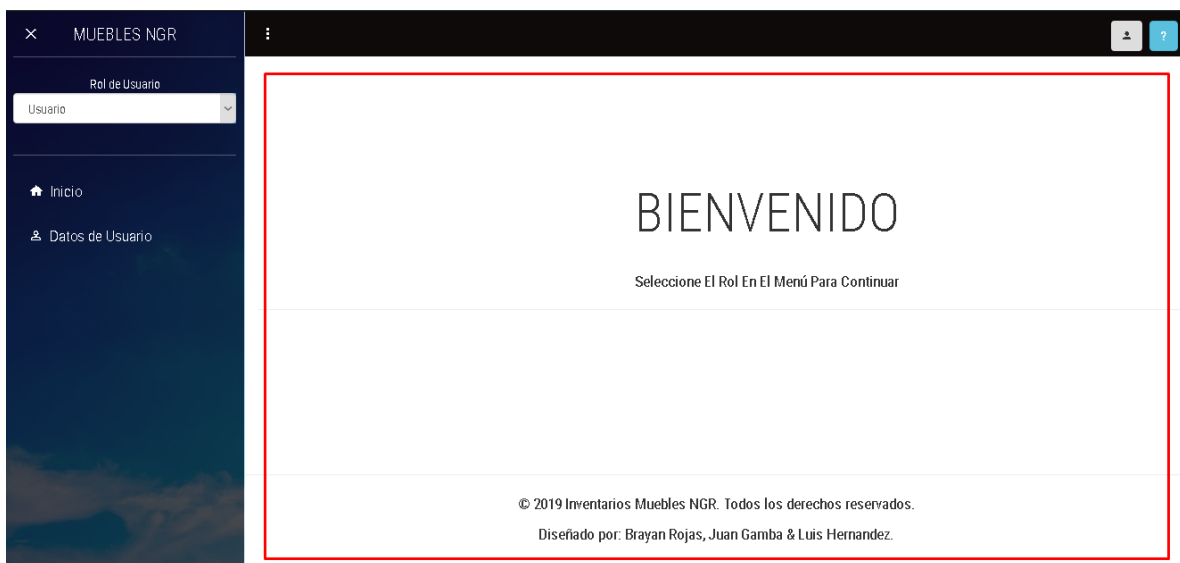 MUEBLES NGR
Rol de Usuario
Usuario
Inicio
Datos de Usuario
?
BIENVENIDO
Seleccione El Rol En El Menú Para Continuar
© 2019 Inventarios Muebles NGR. Todos los derechos reservados.
Diseñado por: Brayan Rojas, Juan Gamba & Luis Hernandez.